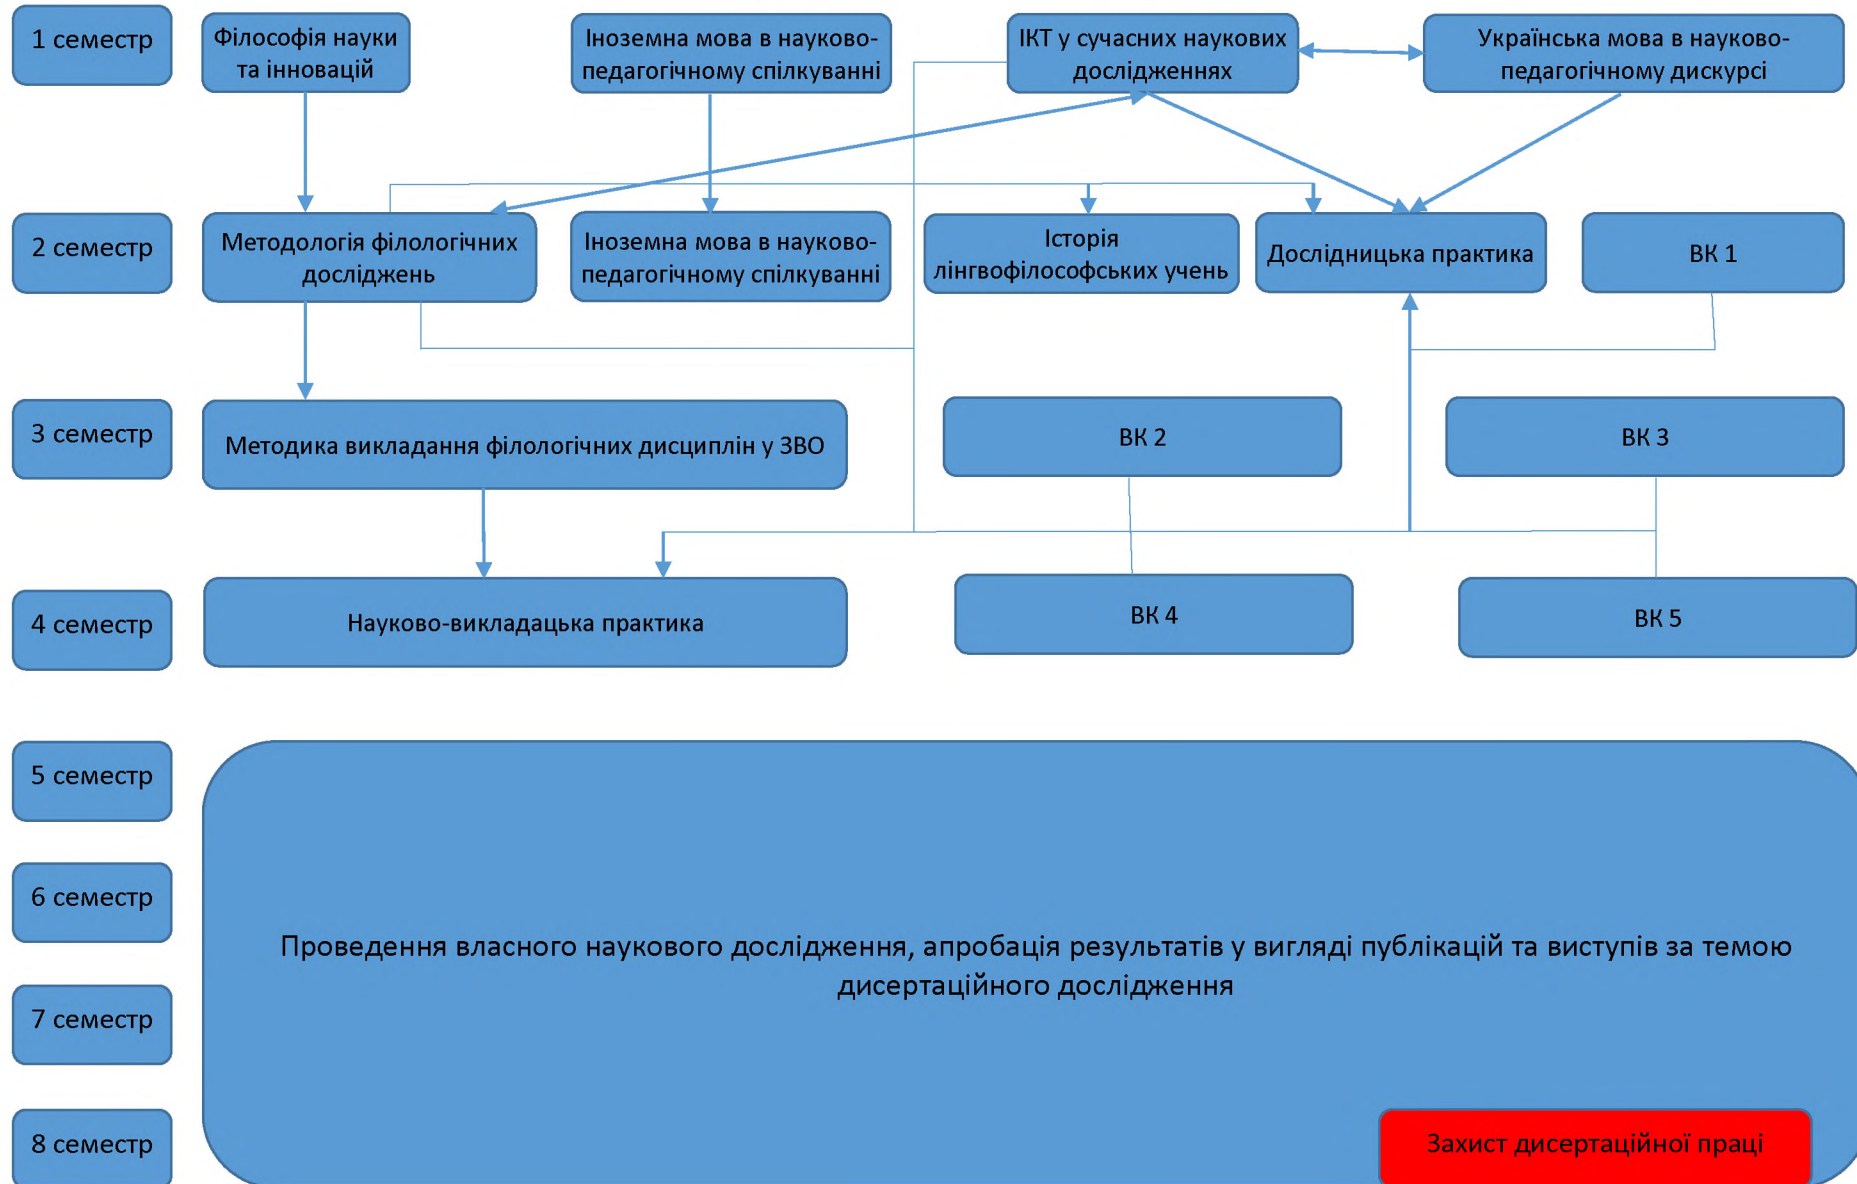 1 семестр
Філософія науки
та інновацій
Іноземна мова в науково-
педагогічному спілкуванні
ІКТ у сучасних наукових
дослідженнях
Українська мова в науково-
педагогічному дискурсі
2 семестр
Методологія філологічних
досліджень
Іноземна мова в науково-
педагогічному спілкуванні
Історія
лінгвофілософських учень
Дослідницька практика
ВК 1
3 семестр
Методика викладання філологічних дисциплін у ЗВО
ВК 2
ВК 3
4 семестр
Науково-викладацька практика
ВК 4
ВК 5
5 семестр
6 семестр
Проведення власного наукового дослідження, апробація результатів у вигляді публікацій та виступів за темою
дисертаційного дослідження
7 семестр
8 семестр
Захист дисертаційної праці